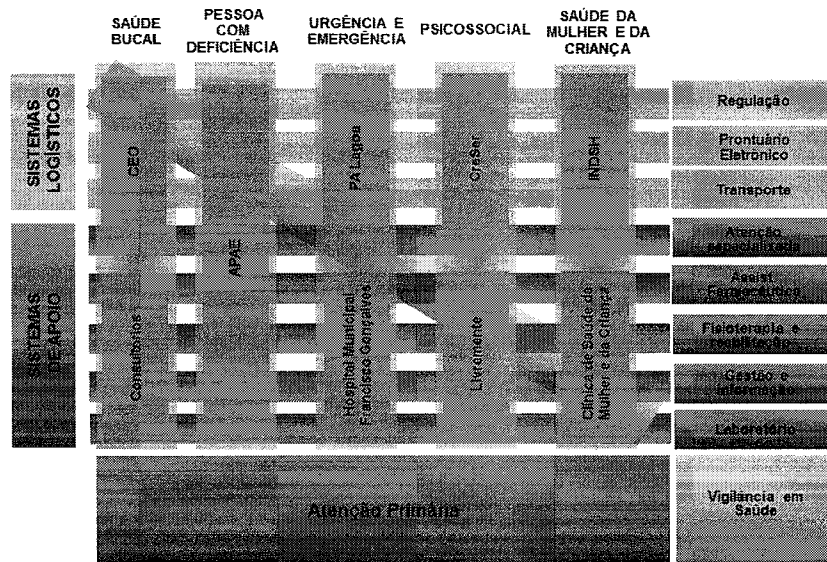 SAÚDE
BUCAL
PESSOA
COM
DEFICIÊNCIA
URGÊNCIA E
EMERGÊNCIA
PSICOSSOCIAL
SAÚDE DA
MULHER E DA
CRIANÇA
SISTEMAS
LOGÍSTICOS
SISTEMAS
DE APOIO
CEO
Consultórios
APAE
PA Lagoa
Hospital Municipal
Francisco Gonçalves
CreSer
Livremente
INDSH
Clínica de Saúde da
Mulher e da Criança
Regulação
Prontuário
Eletrônico
Transporte
Atenção
especializada
Assist
Farmacêutico
Fisioterapia e
reabilitação
Gestão e
informação
Laboratório
Atenção Primária
Vigilância em
Saúde